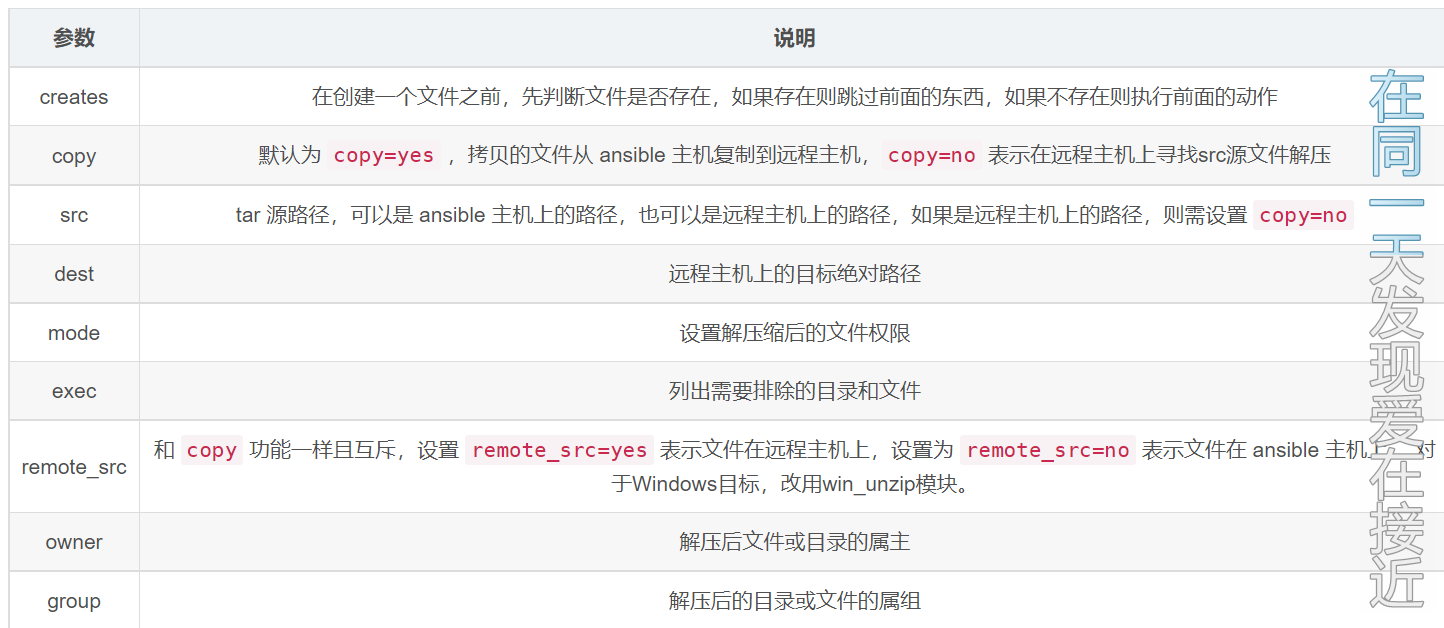 参数 说明
creates 在创建一个文件之前，先判断文件是否存在，如果存在则跳过前面的东西，如果不存在则执行前面的动作
copy 默认为 copy=yes ，拷贝的文件从 ansible 主机复制到远程主机， copy=no 表示在远程主机上寻找src源文件解压
src tar 源路径，可以是 ansible 主机上的路径，也可以是远程主机上的路径，如果是远程主机上的路径，则需设置 copy=no
dest 远程主机上的目标绝对路径
mode 设置解压缩后的文件权限
exec 列出需要排除的目录和文件
remote_src 和 copy 功能一样且互斥，设置 remote_src=yes 表示文件在远程主机上，设置为 remote_src=no 表示文件在 ansible 主机上 对
于Windows目标，改用win_unzip模块。
owner 解压后文件或目录的属主
group 解压后的目录或文件的属组
在同一天发现爱在接近